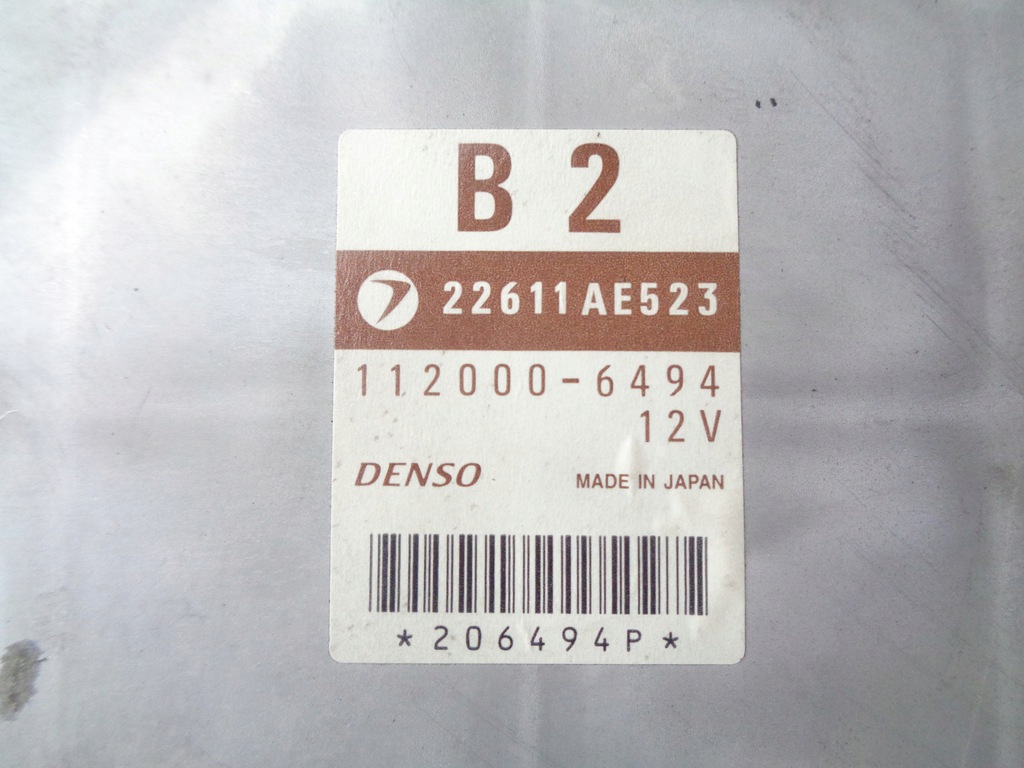 B 2
22611AE523
112000-6494
12V
DENSO MADE IN JAPAN
*206494P*